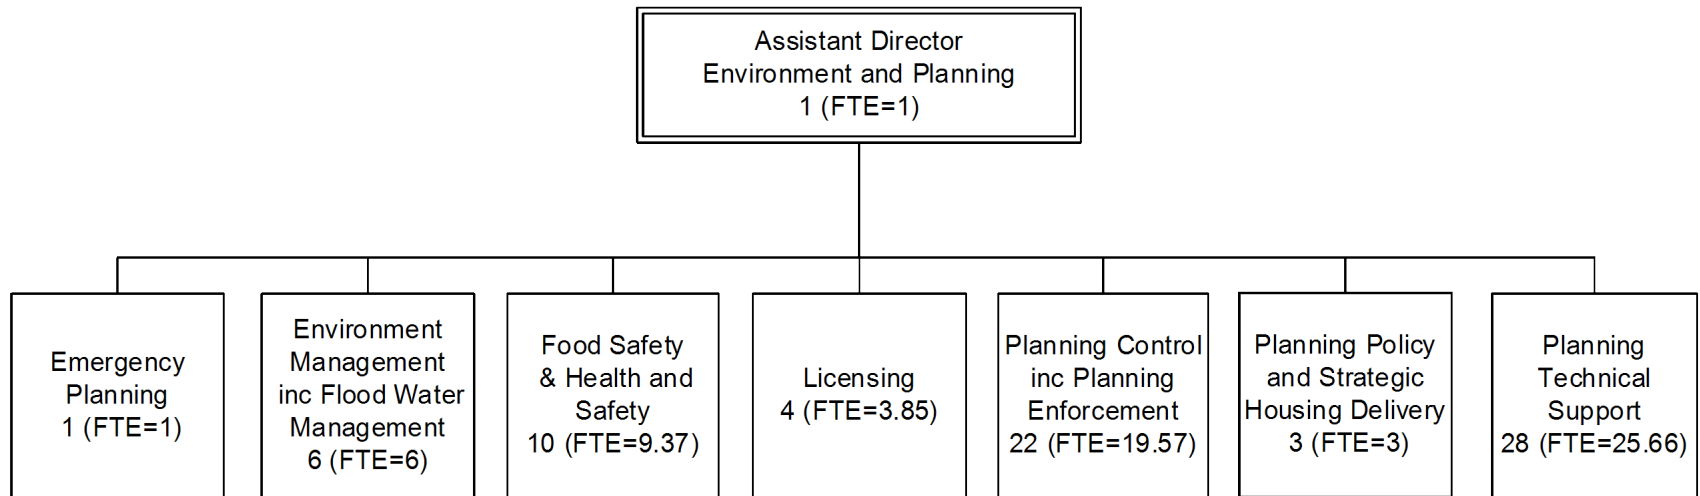 Assistant Director
Environment and Planning
1 (FTE=1)
Emergency
Planning
1 (FTE=1)
Environment
Management
inc Flood Water
Management
6 (FTE=6)
Food Safety
& Health and
Safety
10 (FTE=9.37)
Licensing
4 (FTE=3.85)
Planning Control
inc Planning
Enforcement
22 (FTE=19.57)
Planning Policy
and Strategic
Housing Delivery
3 (FTE=3)
Planning
Technical
Support
28 (FTE=25.66)